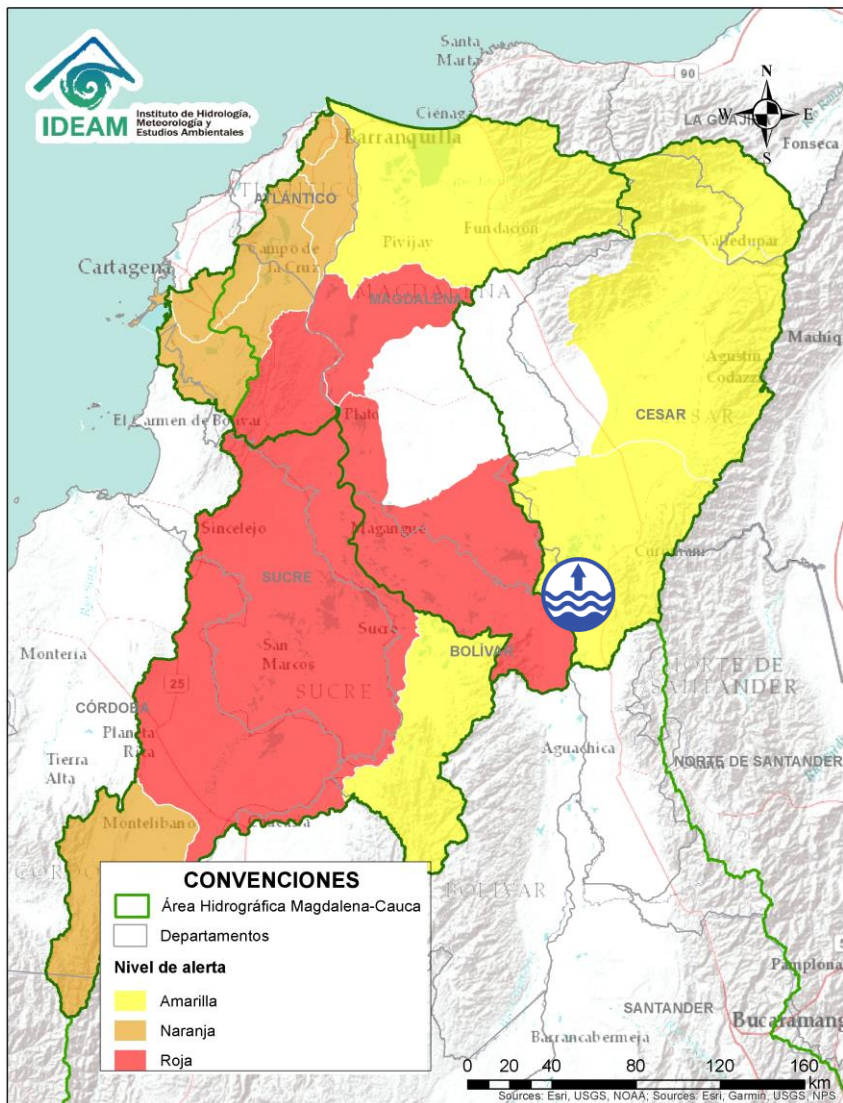 IDEAM
Instituto de Hidrología,
Meteorología y
Estudios Ambientales
N
W
E
S
Santa
Marta
90
LA GUAJI
Ciénaga
Fonseca
Barranquilla
ATLÁNTICO
Valledupar
Fundación
Pivijay
Campo de
la Cruz
Cartagena
MAGDALENA
Machiq
Agustín
Codazzi
CESAR
El Carmen de Bolívar
Plato
Sincelejo
Magangué
SUCRE
Sucre
San
Marcos
BOLÍVAR
Montería
25
SUCRE
NORTE DE
SANTANDER
CÓRDOBA
Planeta
Rica
Aguachica
Tierra
Alta
NORTE DE SANTANDER
Montelíbano
BOLÍVAR
Pamplona
SANTANDER
Bucaramang
Barrancabermeja
CONVENCIONES
Área Hidrográfica Magdalena-Cauca
Departamentos
Nivel de alerta
Amarilla
Naranja
Roja
0 20 40 80 120 160
km
Sources: Esri, USGS, NOAA; Sources: Esri, Garmin, USGS, NPS